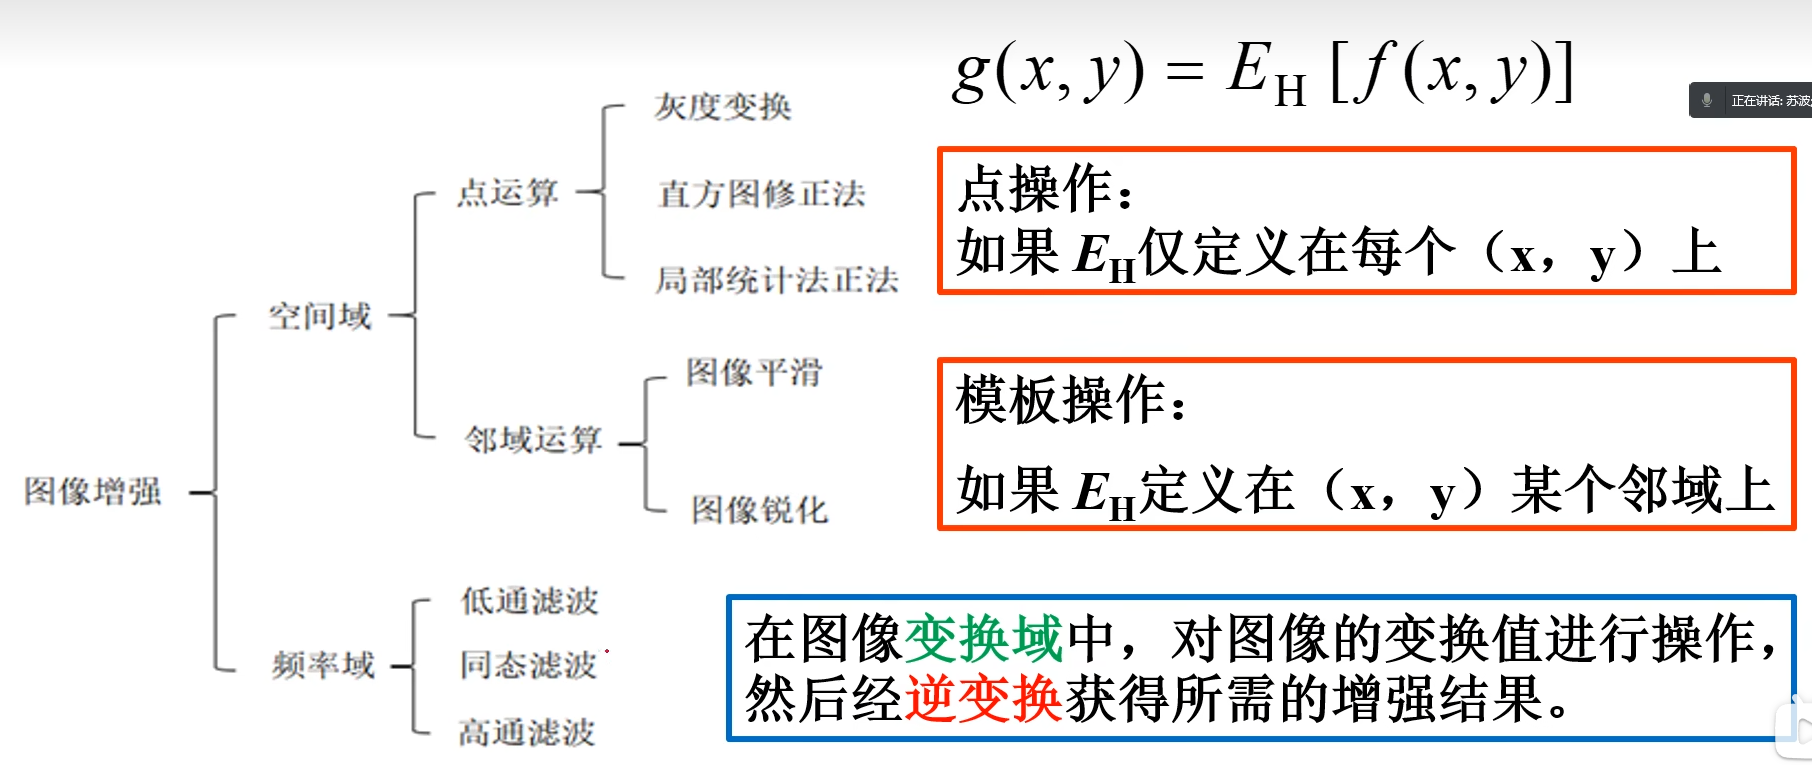 g(x, y) = E_H [f(x, y)]
正在讲话: 苏波
灰度变换
点运算
直方图修正法
局部统计法正法
空间域
图像平滑
邻域运算
图像锐化
图像增强
低通滤波
频率域
同态滤波
高通滤波
点操作：
如果 E_H仅定义在每个（x，y）上
模板操作：
如果 E_H定义在（x，y）某个邻域上
在图像变换域中，对图像的变换值进行操作，
然后经逆变换获得所需的增强结果。